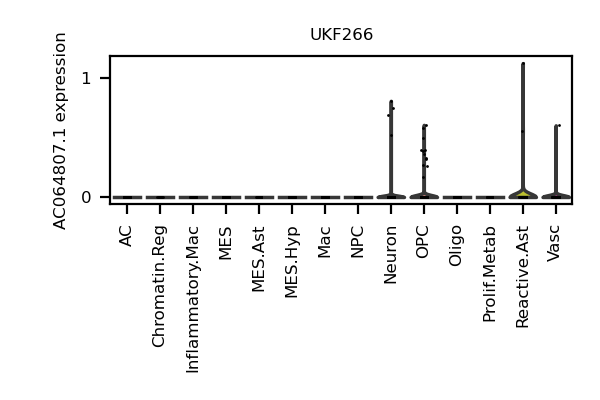 UKF266
AC064807.1 expression
1
0
AC
Chromatin.Reg
Inflammatory.Mac
MES
MES.Ast
MES.Hyp
Mac
NPC
Neuron
OPC
Oligo
Prolif.Metab
Reactive.Ast
Vasc